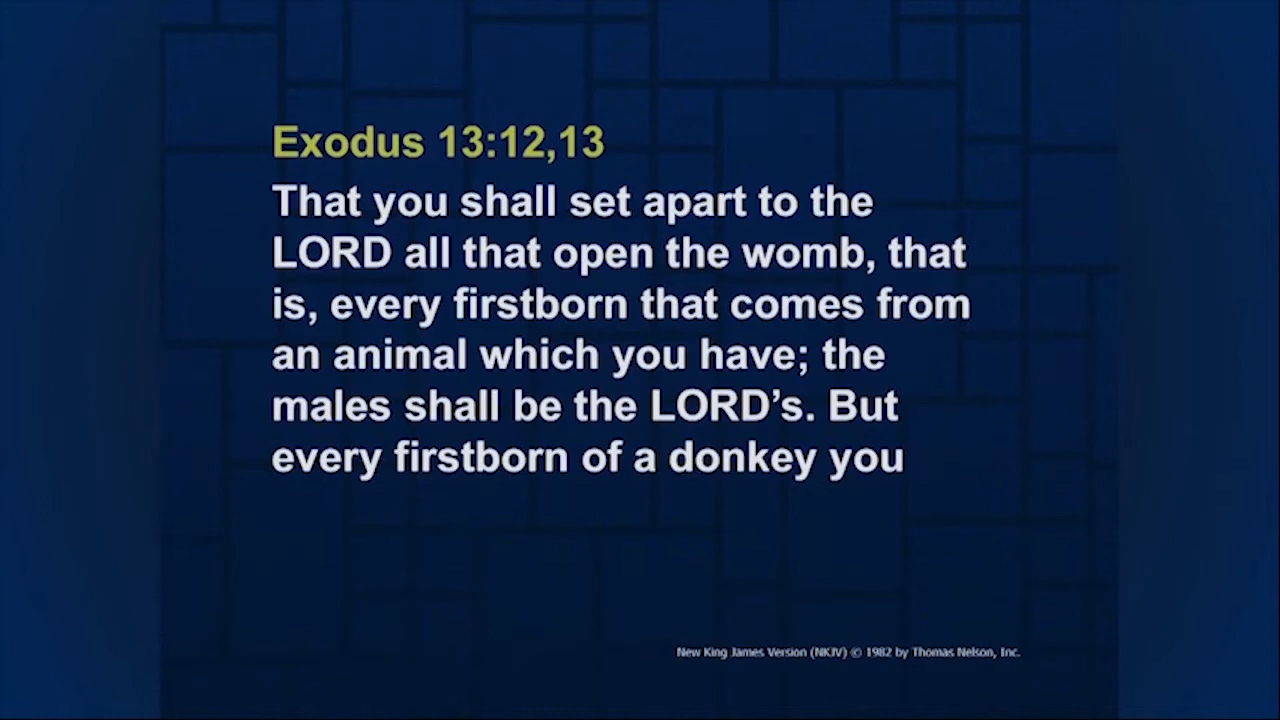 Exodus 13:12,13
That you shall set apart to the
LORD all that open the womb, that
is, every firstborn that comes from
an animal which you have; the
males shall be the LORD’s. But
every firstborn of a donkey you
New King James Version (NKJV) © 1982 by Thomas Nelson, Inc.